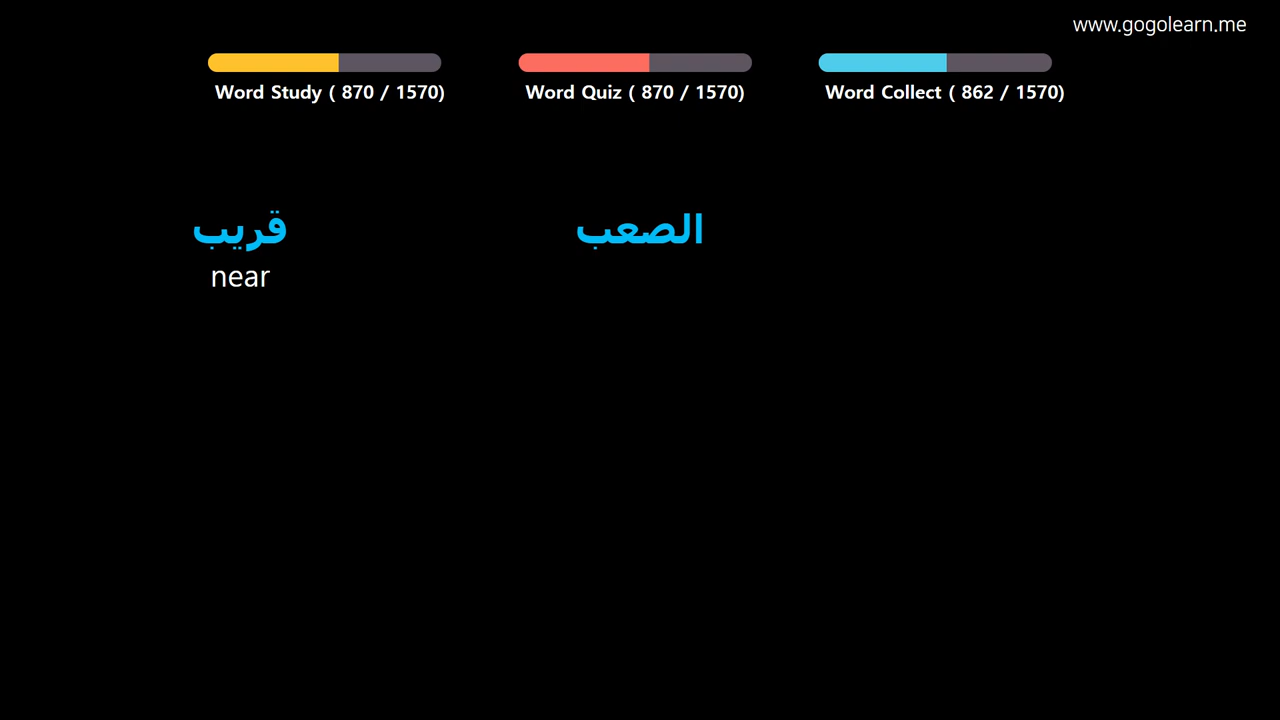 www.gogolearn.me
Word Study ( 870 / 1570)
Word Quiz ( 870 / 1570)
Word Collect ( 862 / 1570)
قريب
near
الصعب